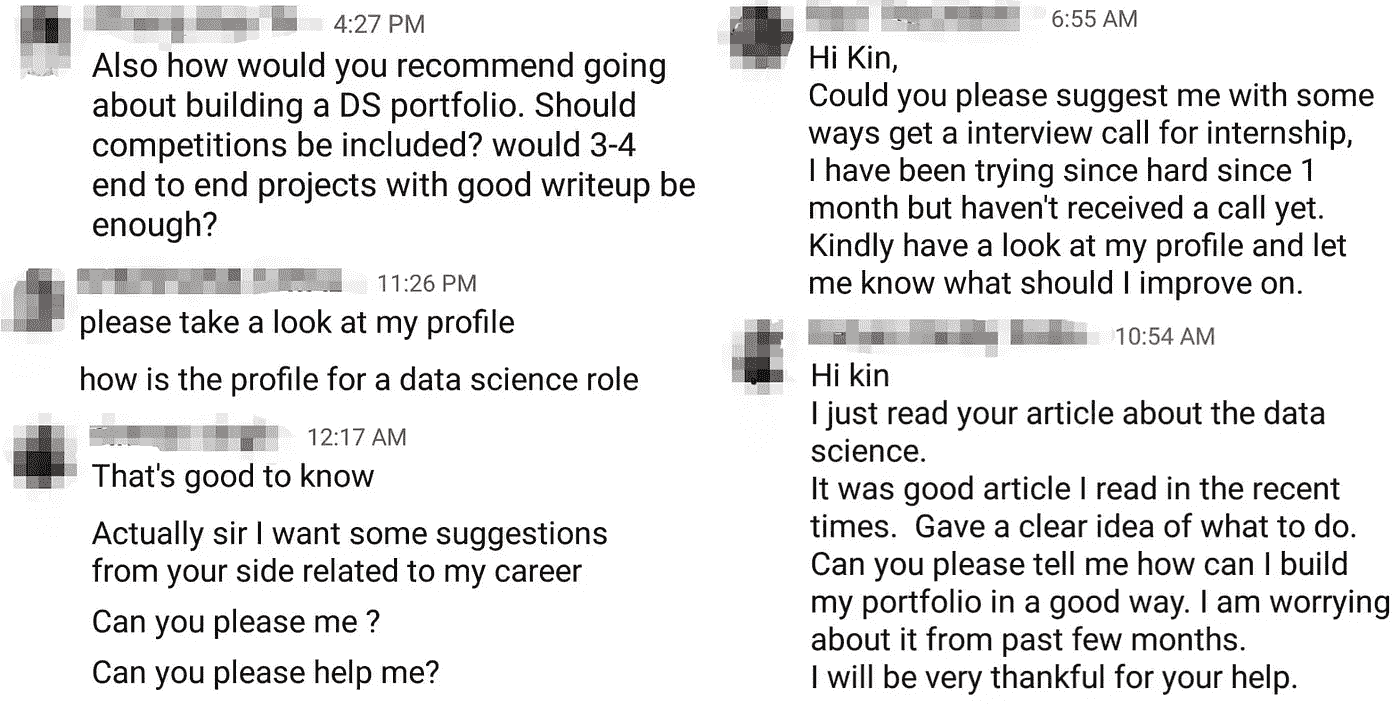 4:27 PM
Also how would you recommend going
about building a DS portfolio. Should
competitions be included? would 3-4
end to end projects with good writeup be
enough?
11:26 PM
please take a look at my profile
how is the profile for a data science role
12:17 AM
That's good to know
Actually sir I want some suggestions
from your side related to my career
Can you please me ?
Can you please help me?
6:55 AM
Hi Kin,
Could you please suggest me with some
ways get a interview call for internship,
I have been trying since hard since 1
month but haven't received a call yet.
Kindly have a look at my profile and let
me know what should I improve on.
10:54 AM
Hi kin
I just read your article about the data
science.
It was good article I read in the recent
times.  Gave a clear idea of what to do.
Can you please tell me how can I build
my portfolio in a good way. I am worrying
about it from past few months.
I will be very thankful for your help.